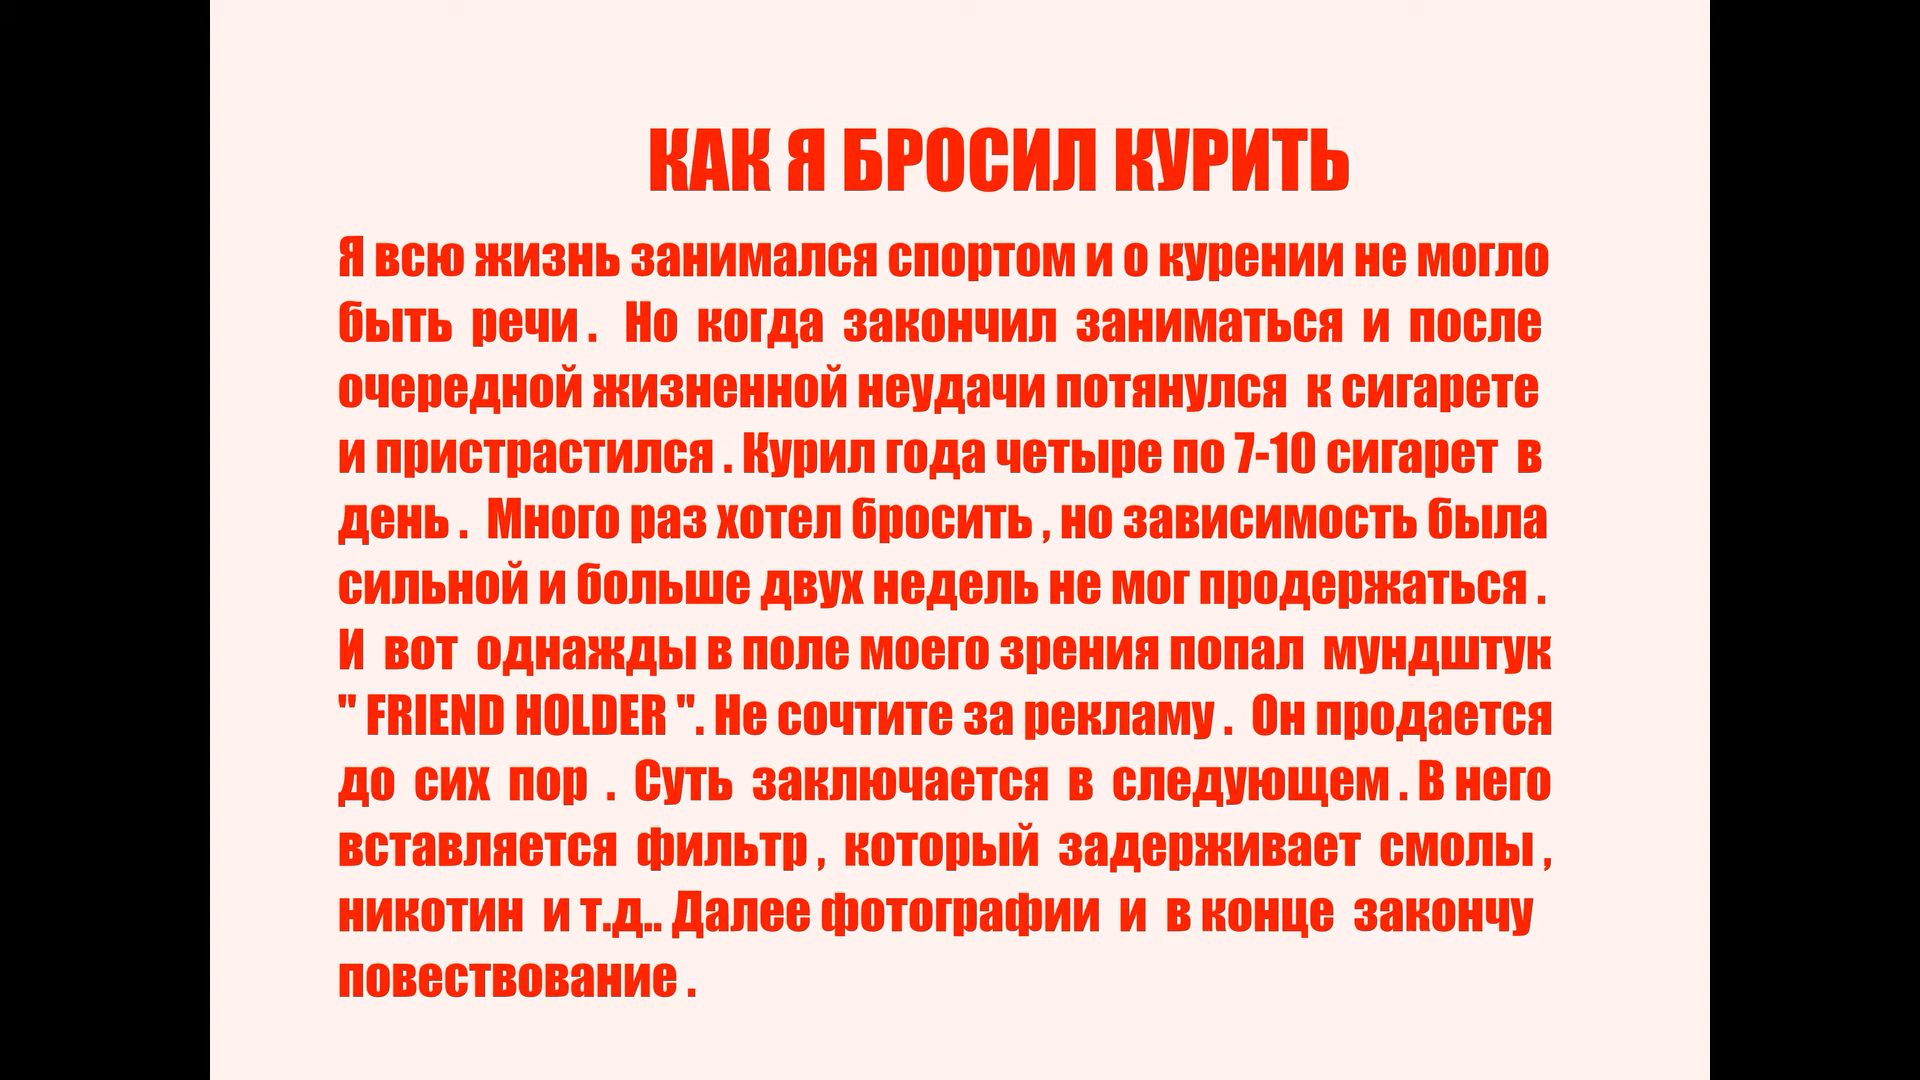 КАК Я БРОСИЛ КУРИТЬ
Я всю жизнь занимался спортом и о курении не могло
быть речи . Но когда закончил заниматься и после
очередной жизненной неудачи потянулся к сигарете
и пристрастился . Курил года четыре по 7-10 сигарет в
день . Много раз хотел бросить , но зависимость была
сильной и больше двух недель не мог продержаться .
И вот однажды в поле моего зрения попал мундштук
" FRIEND HOLDER ". Не сочтите за рекламу . Он продается
до сих пор . Суть заключается в следующем . В него
вставляется фильтр , который задерживает смолы ,
никотин и т.д.. Далее фотографии и в конце закончу
повествование .